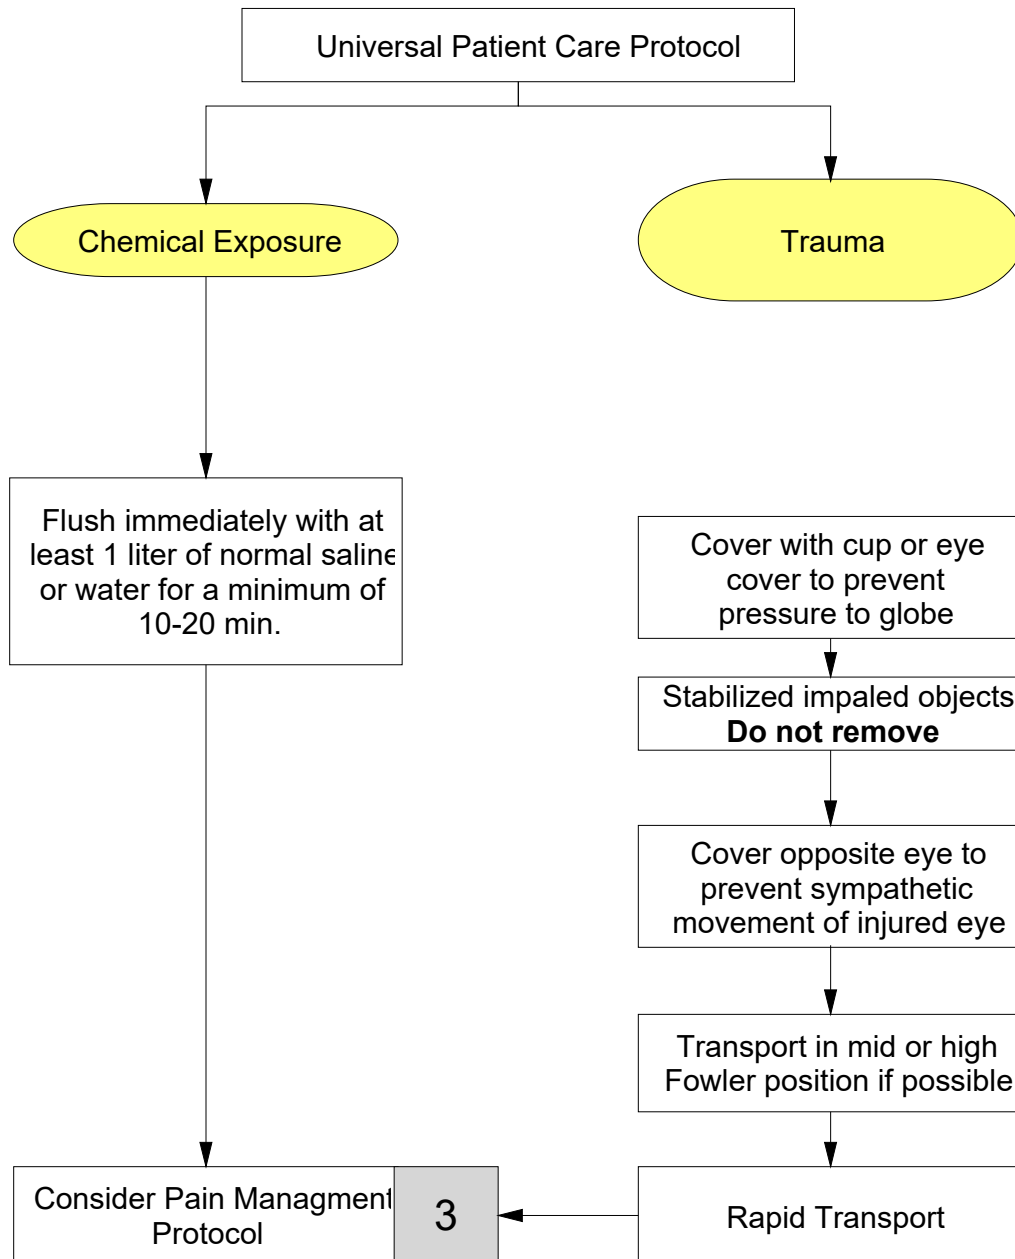 Universal Patient Care Protocol
Chemical Exposure
Trauma
Flush immediately with at
least 1 liter of normal saline
or water for a minimum of
10-20 min.
Cover with cup or eye
cover to prevent
pressure to globe
Stabilized impaled objects
Do not remove
Cover opposite eye to
prevent sympathetic
movement of injured eye
Transport in mid or high
Fowler position if possible
Consider Pain Managment
Protocol
3
Rapid Transport